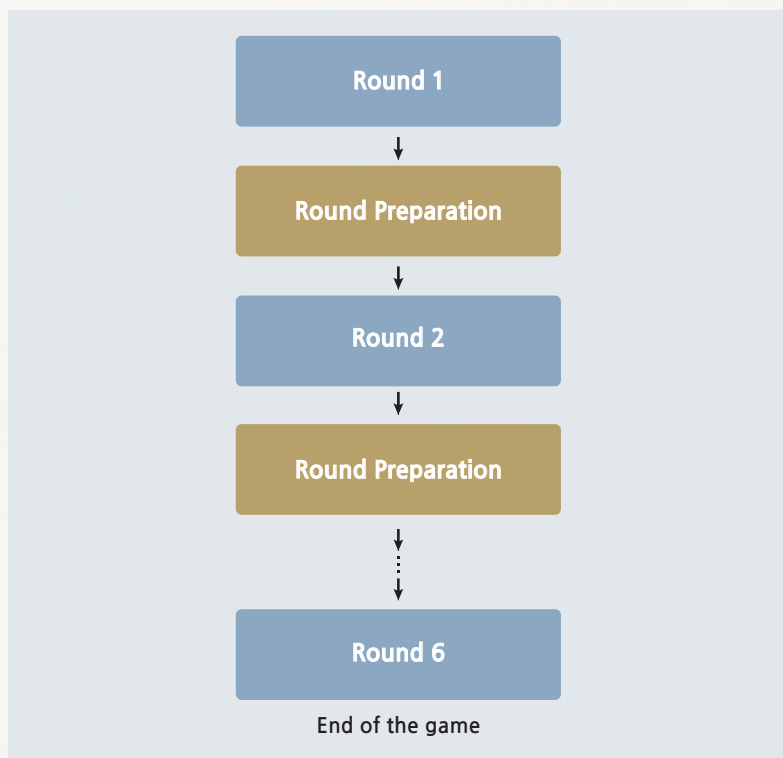 Round 1
Round Preparation
Round 2
Round Preparation
Round 6
End of the game